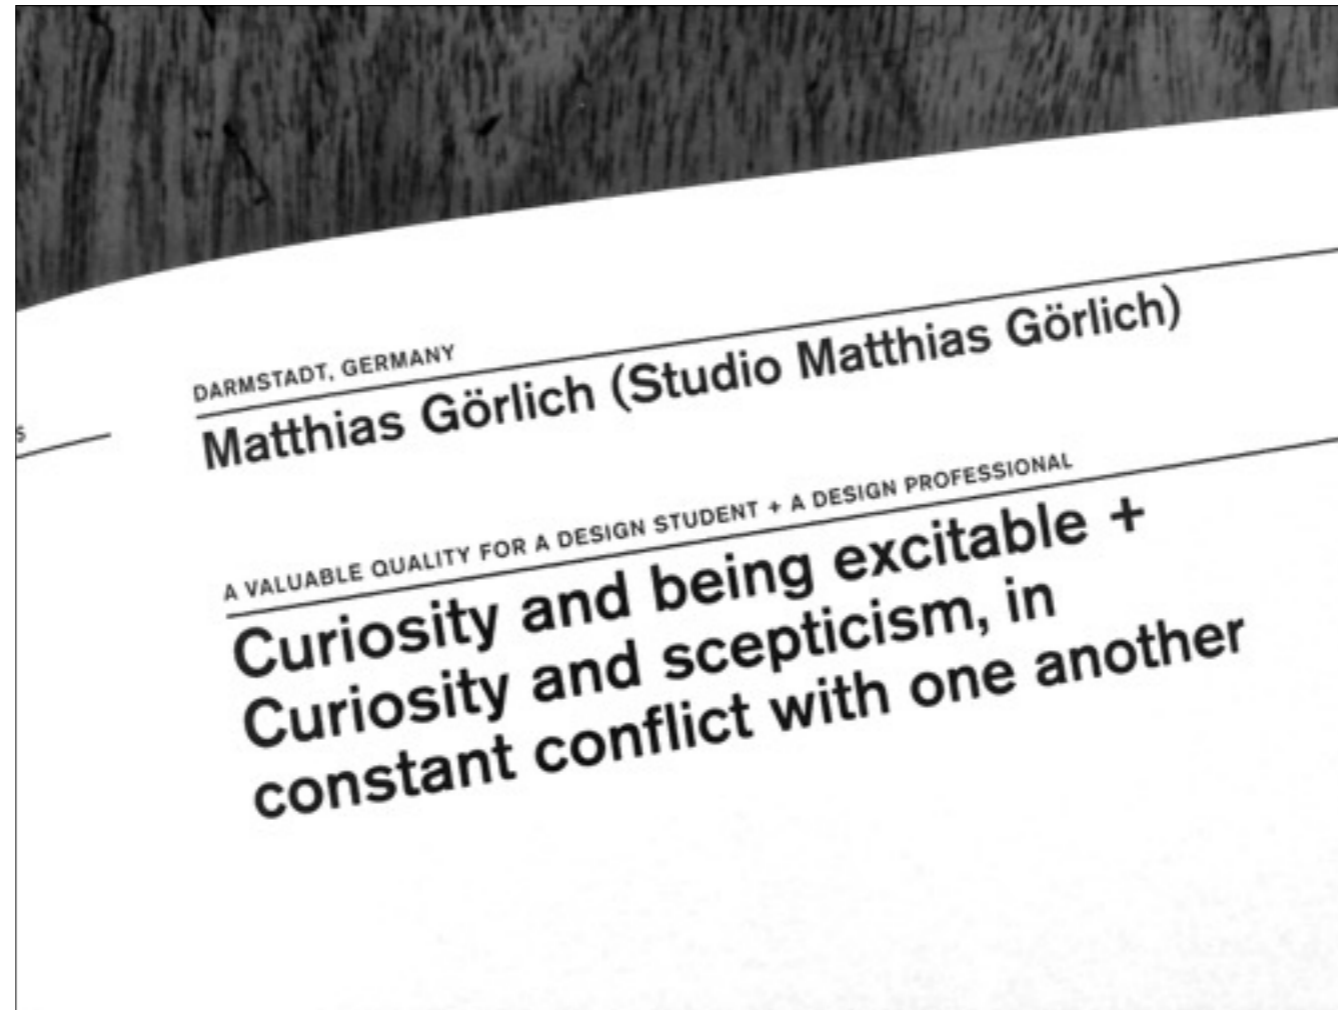 DARMSTADT, GERMANY
Matthias Görlich (Studio Matthias Görlich)
A VALUABLE QUALITY FOR A DESIGN STUDENT + A DESIGN PROFESSIONAL
Curiosity and being excitable +
Curiosity and scepticism, in
constant conflict with one another